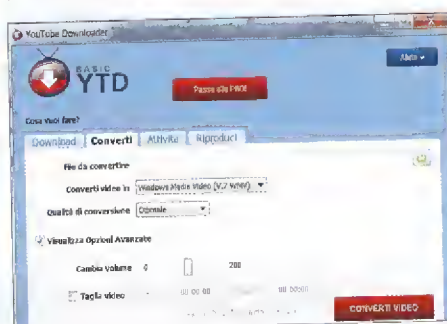 YouTube Downloader
Aiuto
BASIC
YTD
Passa alla PRO!
Cosa vuoi fare?
Download Converti Attività Riproduci
File da convertire
Converti video in Windows Media Video (V.7 WMV)
Qualità di conversione Ottimale
Visualizza Opzioni Avanzate
Cambia volume 0 200
Taglia video 00:00:00 00:00:00
CONVERTI VIDEO